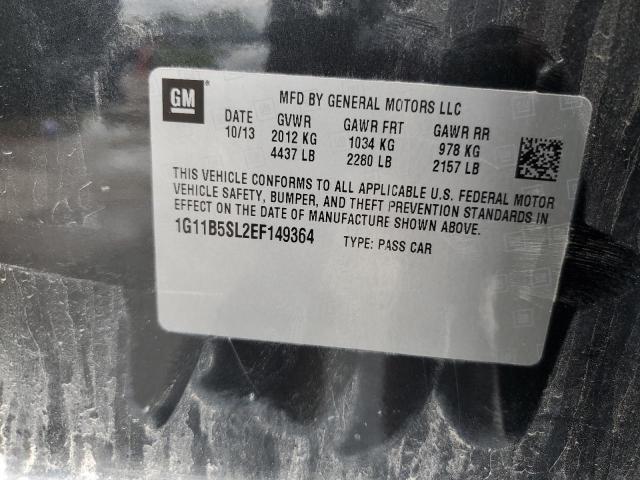 GM
MFD BY GENERAL MOTORS LLC
DATE GVWR GAWR FRT GAWR RR
10/13 2012 KG 1034 KG 978 KG
4437 LB 2280 LB 2157 LB
THIS VEHICLE CONFORMS TO ALL APPLICABLE U.S. FEDERAL MOTOR
VEHICLE SAFETY, BUMPER, AND THEFT PREVENTION STANDARDS IN
EFFECT ON THE DATE OF MANUFACTURE SHOWN ABOVE.
1G11B5SL2EF149364 TYPE: PASS CAR